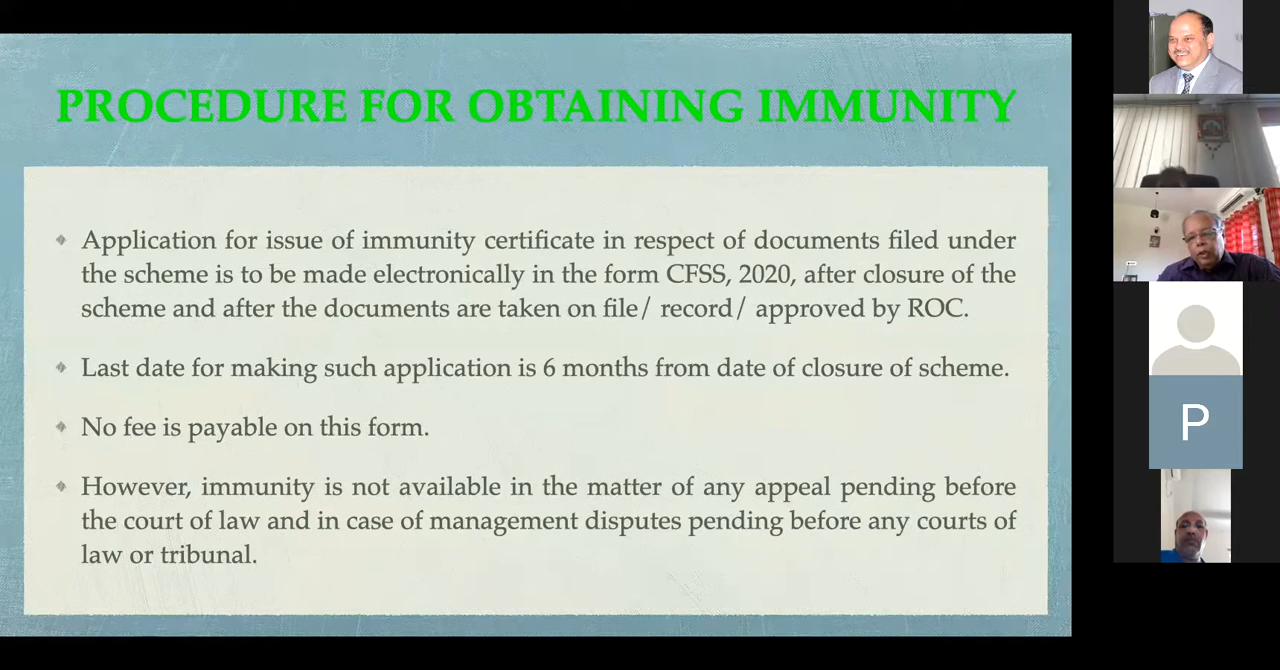 PROCEDURE FOR OBTAINING IMMUNITY
Application for issue of immunity certificate in respect of documents filed under
the scheme is to be made electronically in the form CFSS, 2020, after closure of the
scheme and after the documents are taken on file/ record/ approved by ROC.
Last date for making such application is 6 months from date of closure of scheme.
No fee is payable on this form.
However, immunity is not available in the matter of any appeal pending before
the court of law and in case of management disputes pending before any courts of
law or tribunal.
P